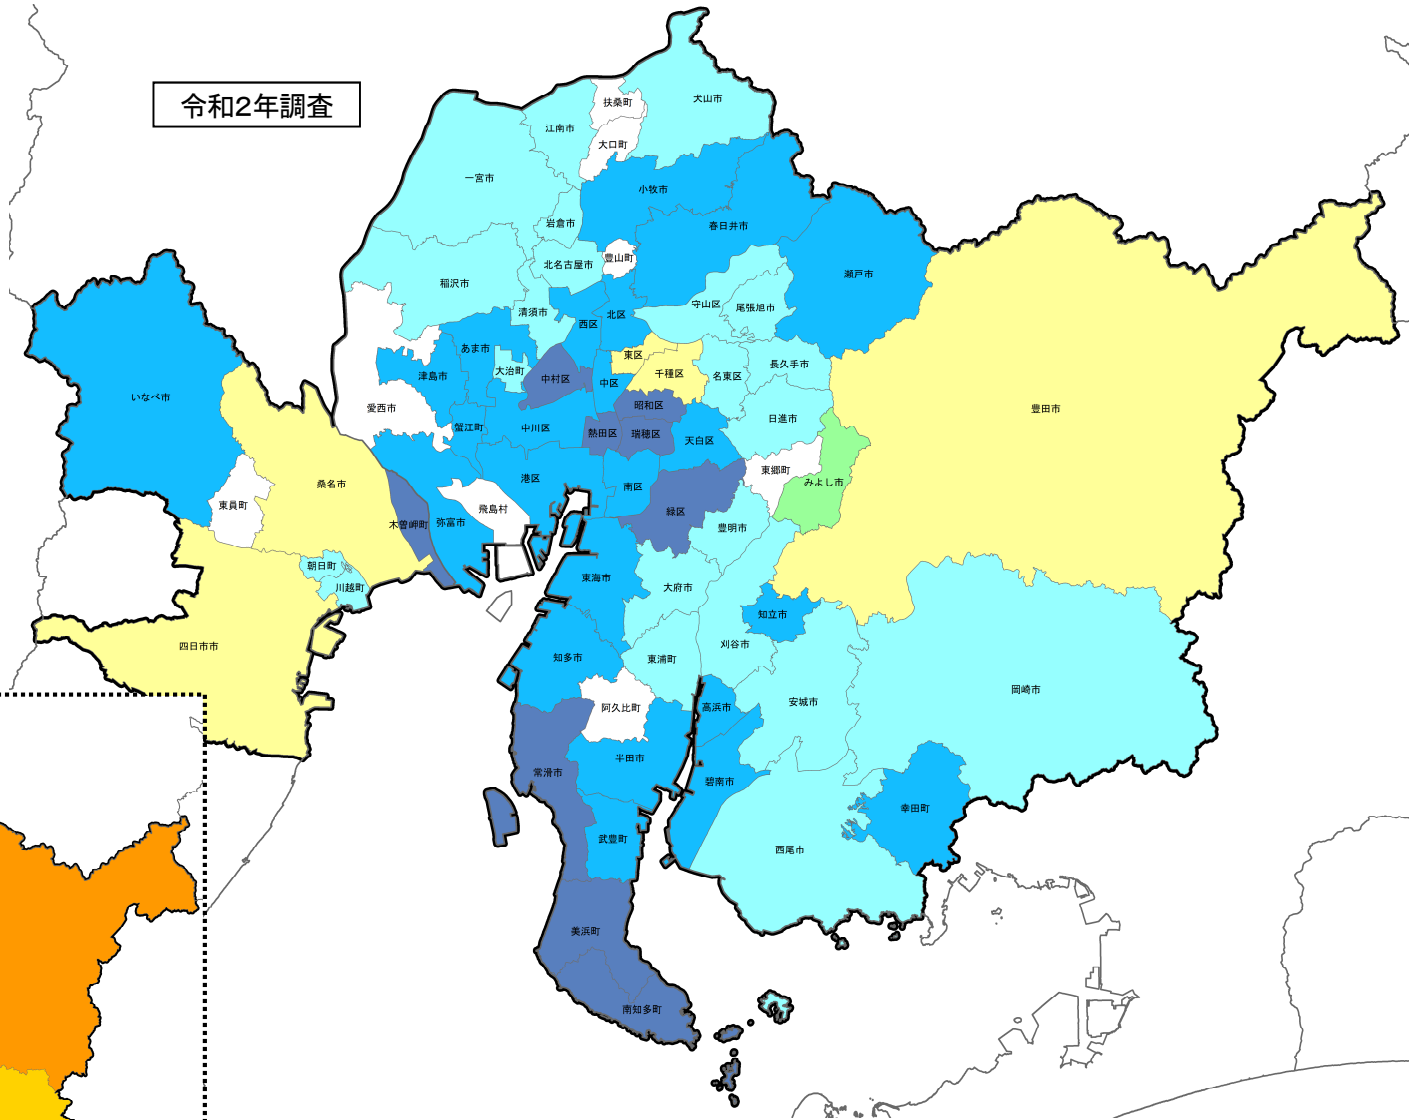 令和2年調査
犬山市
扶桑町
江南市
大口町
一宮市
小牧市
岩倉市
春日井市
豊山町
北名古屋市
瀬戸市
稲沢市
守山区
尾張旭市
清須市
北区
西区
あま市
東区
長久手市
大治町
千種区
名東区
津島市
中村区
中区
いなべ市
昭和区
愛西市
豊田市
日進市
蟹江町
中川区
熱田区
瑞穂区
天白区
東郷町
港区
みよし市
桑名市
南区
東員町
飛島村
緑区
木曽岬町
弥富市
豊明市
朝日町
東海市
川越町
大府市
知立市
四日市市
刈谷市
知多市
東浦町
岡崎市
安城市
阿久比町
高浜市
半田市
常滑市
碧南市
幸田町
武豊町
西尾市
美浜町
南知多町